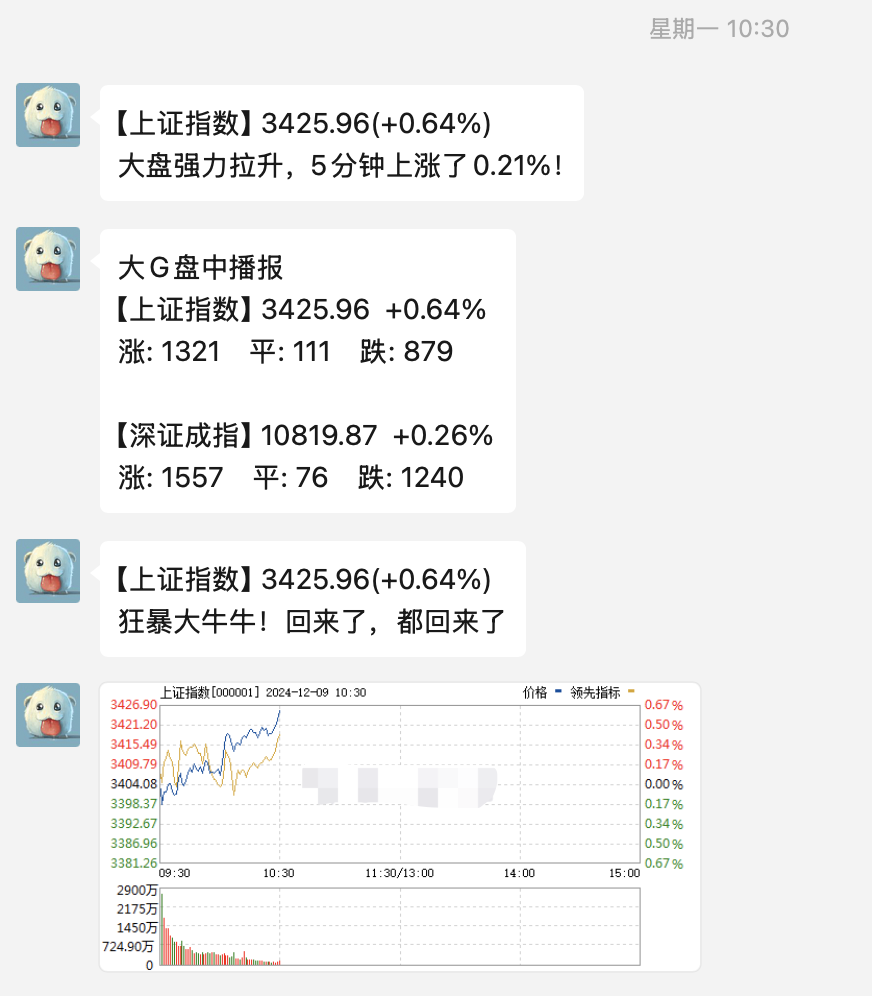 星期一 10:30
【上证指数】3425.96(+0.64%)
大盘强力拉升，5分钟上涨了0.21%！
大G盘中播报
【上证指数】3425.96 +0.64%
涨: 1321 平: 111 跌: 879
【深证成指】10819.87 +0.26%
涨: 1557 平: 76 跌: 1240
【上证指数】3425.96(+0.64%)
狂暴大牛牛！回来了，都回来了
上证指数[000001] 2024-12-09 10:30 价格 领先指标
3426.90 0.67%
3421.20 0.50%
3415.49 0.34%
3409.79 0.17%
3404.08 0.00%
3398.37 0.17%
3392.67 0.34%
3386.96 0.50%
3381.26 0.67%
09:30 10:30 11:30/13:00 14:00 15:00
2900万
2175万
1450万
724.90万
0